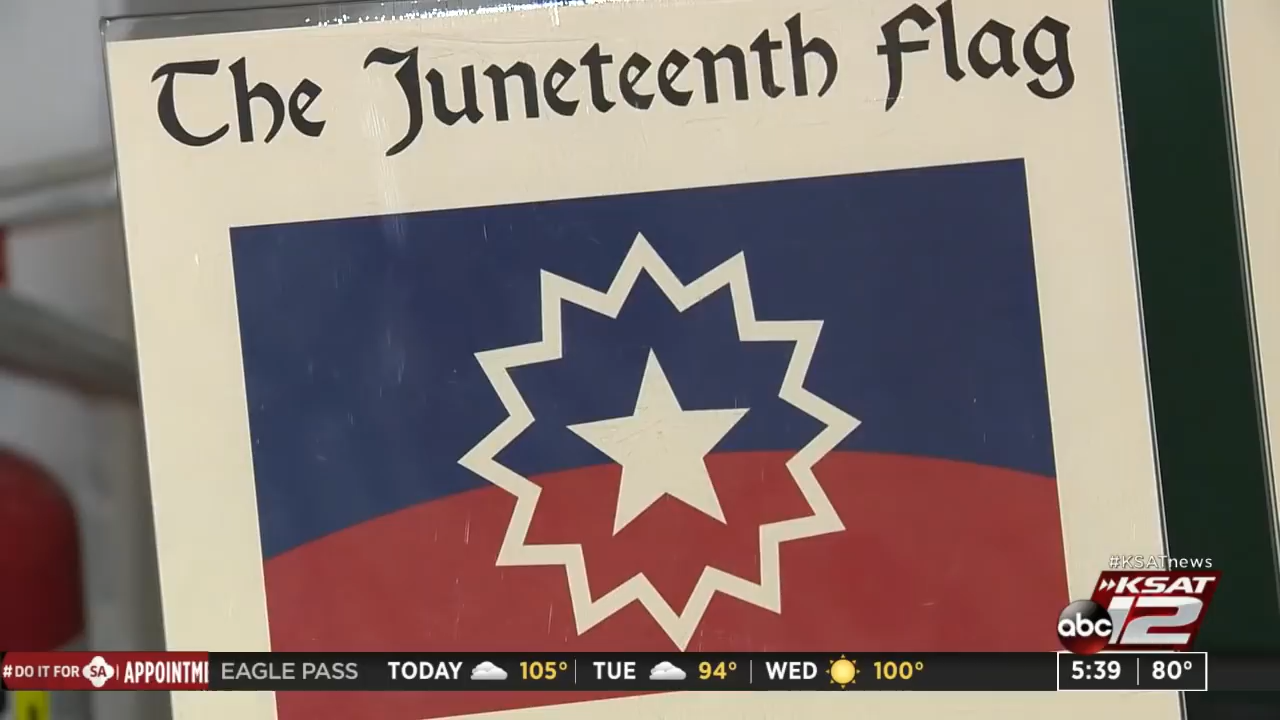 The Juneteenth Flag
#KSATnews
KSAT
12
abc
#DO IT FOR SA APPOINTM
EAGLE PASS TODAY 105° TUE 94° WED 100°
5:39 80°